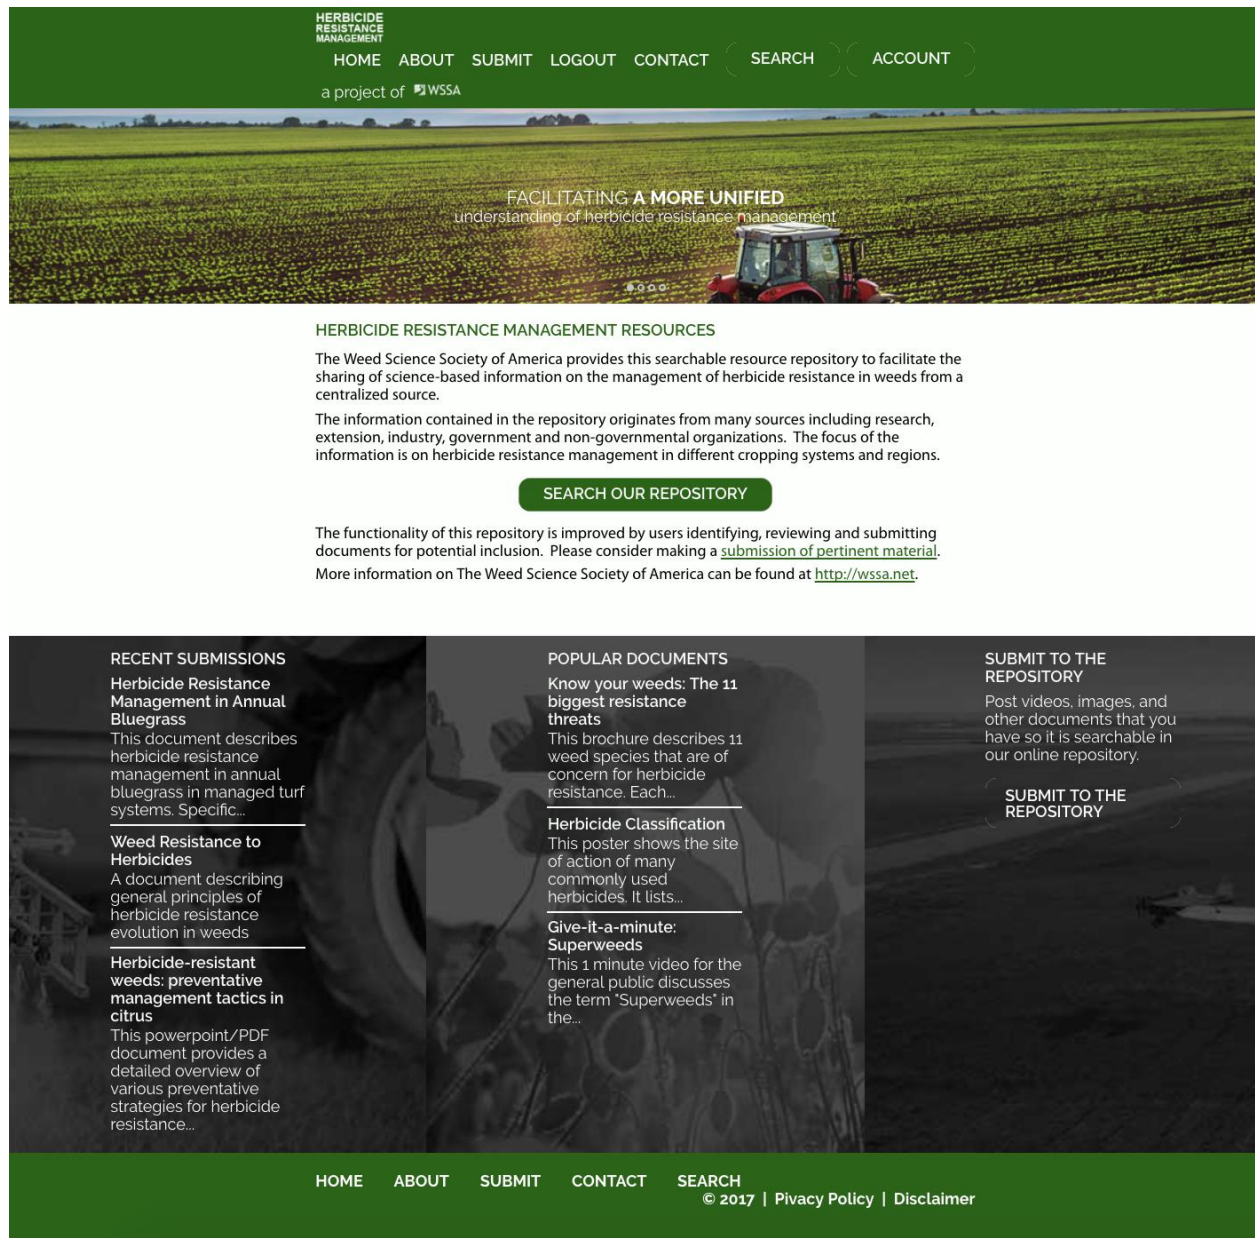 HERBICIDE
RESISTANCE
MANAGEMENT
HOME ABOUT SUBMIT LOGOUT CONTACT SEARCH ACCOUNT
a project of WSSA
FACILITATING A MORE UNIFIED
understanding of herbicide resistance management
HERBICIDE RESISTANCE MANAGEMENT RESOURCES
The Weed Science Society of America provides this searchable resource repository to facilitate the
sharing of science-based information on the management of herbicide resistance in weeds from a
centralized source.
The information contained in the repository originates from many sources including research,
extension, industry, government and non-governmental organizations. The focus of the
information is on herbicide resistance management in different cropping systems and regions.
SEARCH OUR REPOSITORY
The functionality of this repository is improved by users identifying, reviewing and submitting
documents for potential inclusion. Please consider making a submission of pertinent material.
More information on The Weed Science Society of America can be found at http://wssa.net.
RECENT SUBMISSIONS
Herbicide Resistance
Management in Annual
Bluegrass
This document describes
herbicide resistance
management in annual
bluegrass in managed turf
systems. Specific...
Weed Resistance to
Herbicides
A document describing
general principles of
herbicide resistance
evolution in weeds
Herbicide-resistant
weeds: preventative
management tactics in
citrus
This powerpoint/PDF
document provides a
detailed overview of
various preventative
strategies for herbicide
resistance...
POPULAR DOCUMENTS
Know your weeds: The 11
biggest resistance
threats
This brochure describes 11
weed species that are of
concern for herbicide
resistance. Each...
Herbicide Classification
This poster shows the site
of action of many
commonly used
herbicides. It lists...
Give-it-a-minute:
Superweeds
This 1 minute video for the
general public discusses
the term "Superweeds" in
the...
SUBMIT TO THE
REPOSITORY
Post videos, images, and
other documents that you
have so it is searchable in
our online repository.
SUBMIT TO THE
REPOSITORY
HOME ABOUT SUBMIT CONTACT SEARCH
© 2017 | Pivacy Policy | Disclaimer